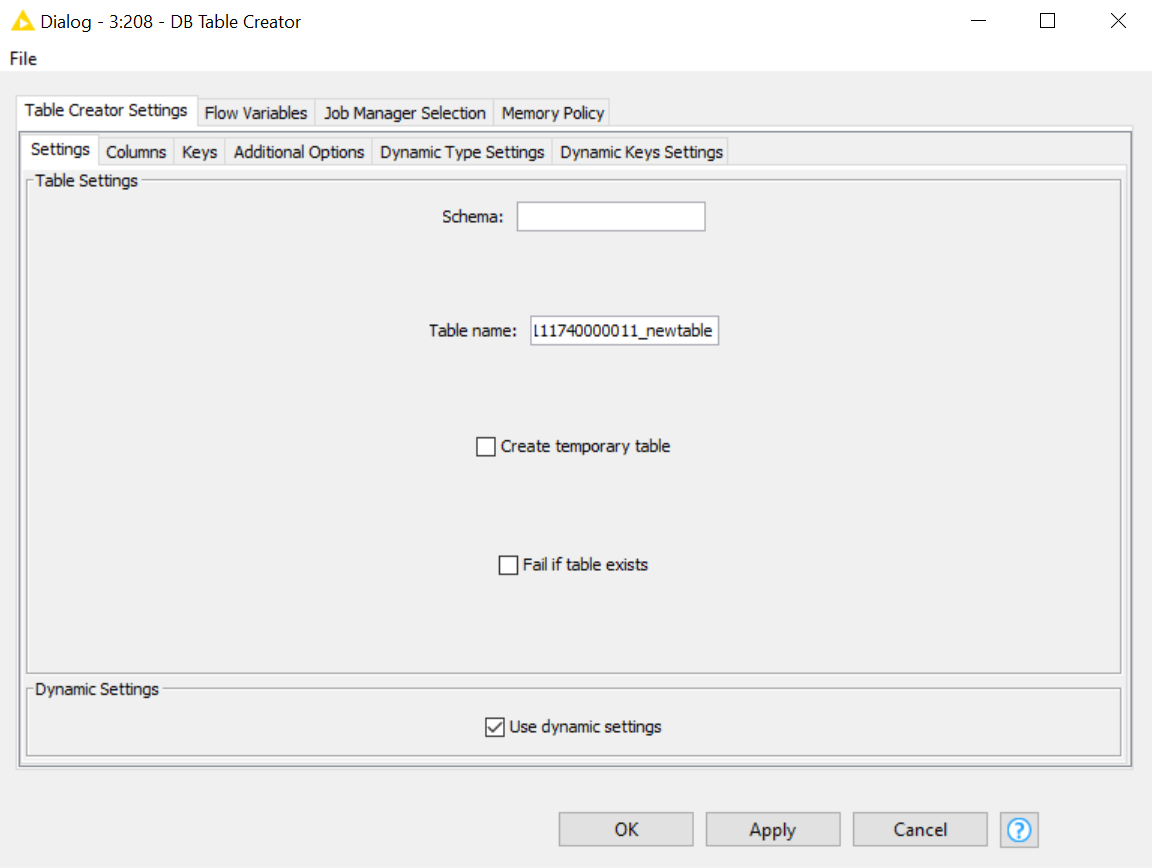 Dialog - 3:208 - DB Table Creator
File
Table Creator Settings Flow Variables Job Manager Selection Memory Policy
Settings Columns Keys Additional Options Dynamic Type Settings Dynamic Keys Settings
Table Settings
Schema:
Table name: 111740000011_newtable
Create temporary table
Fail if table exists
Dynamic Settings
Use dynamic settings
OK Apply Cancel ?